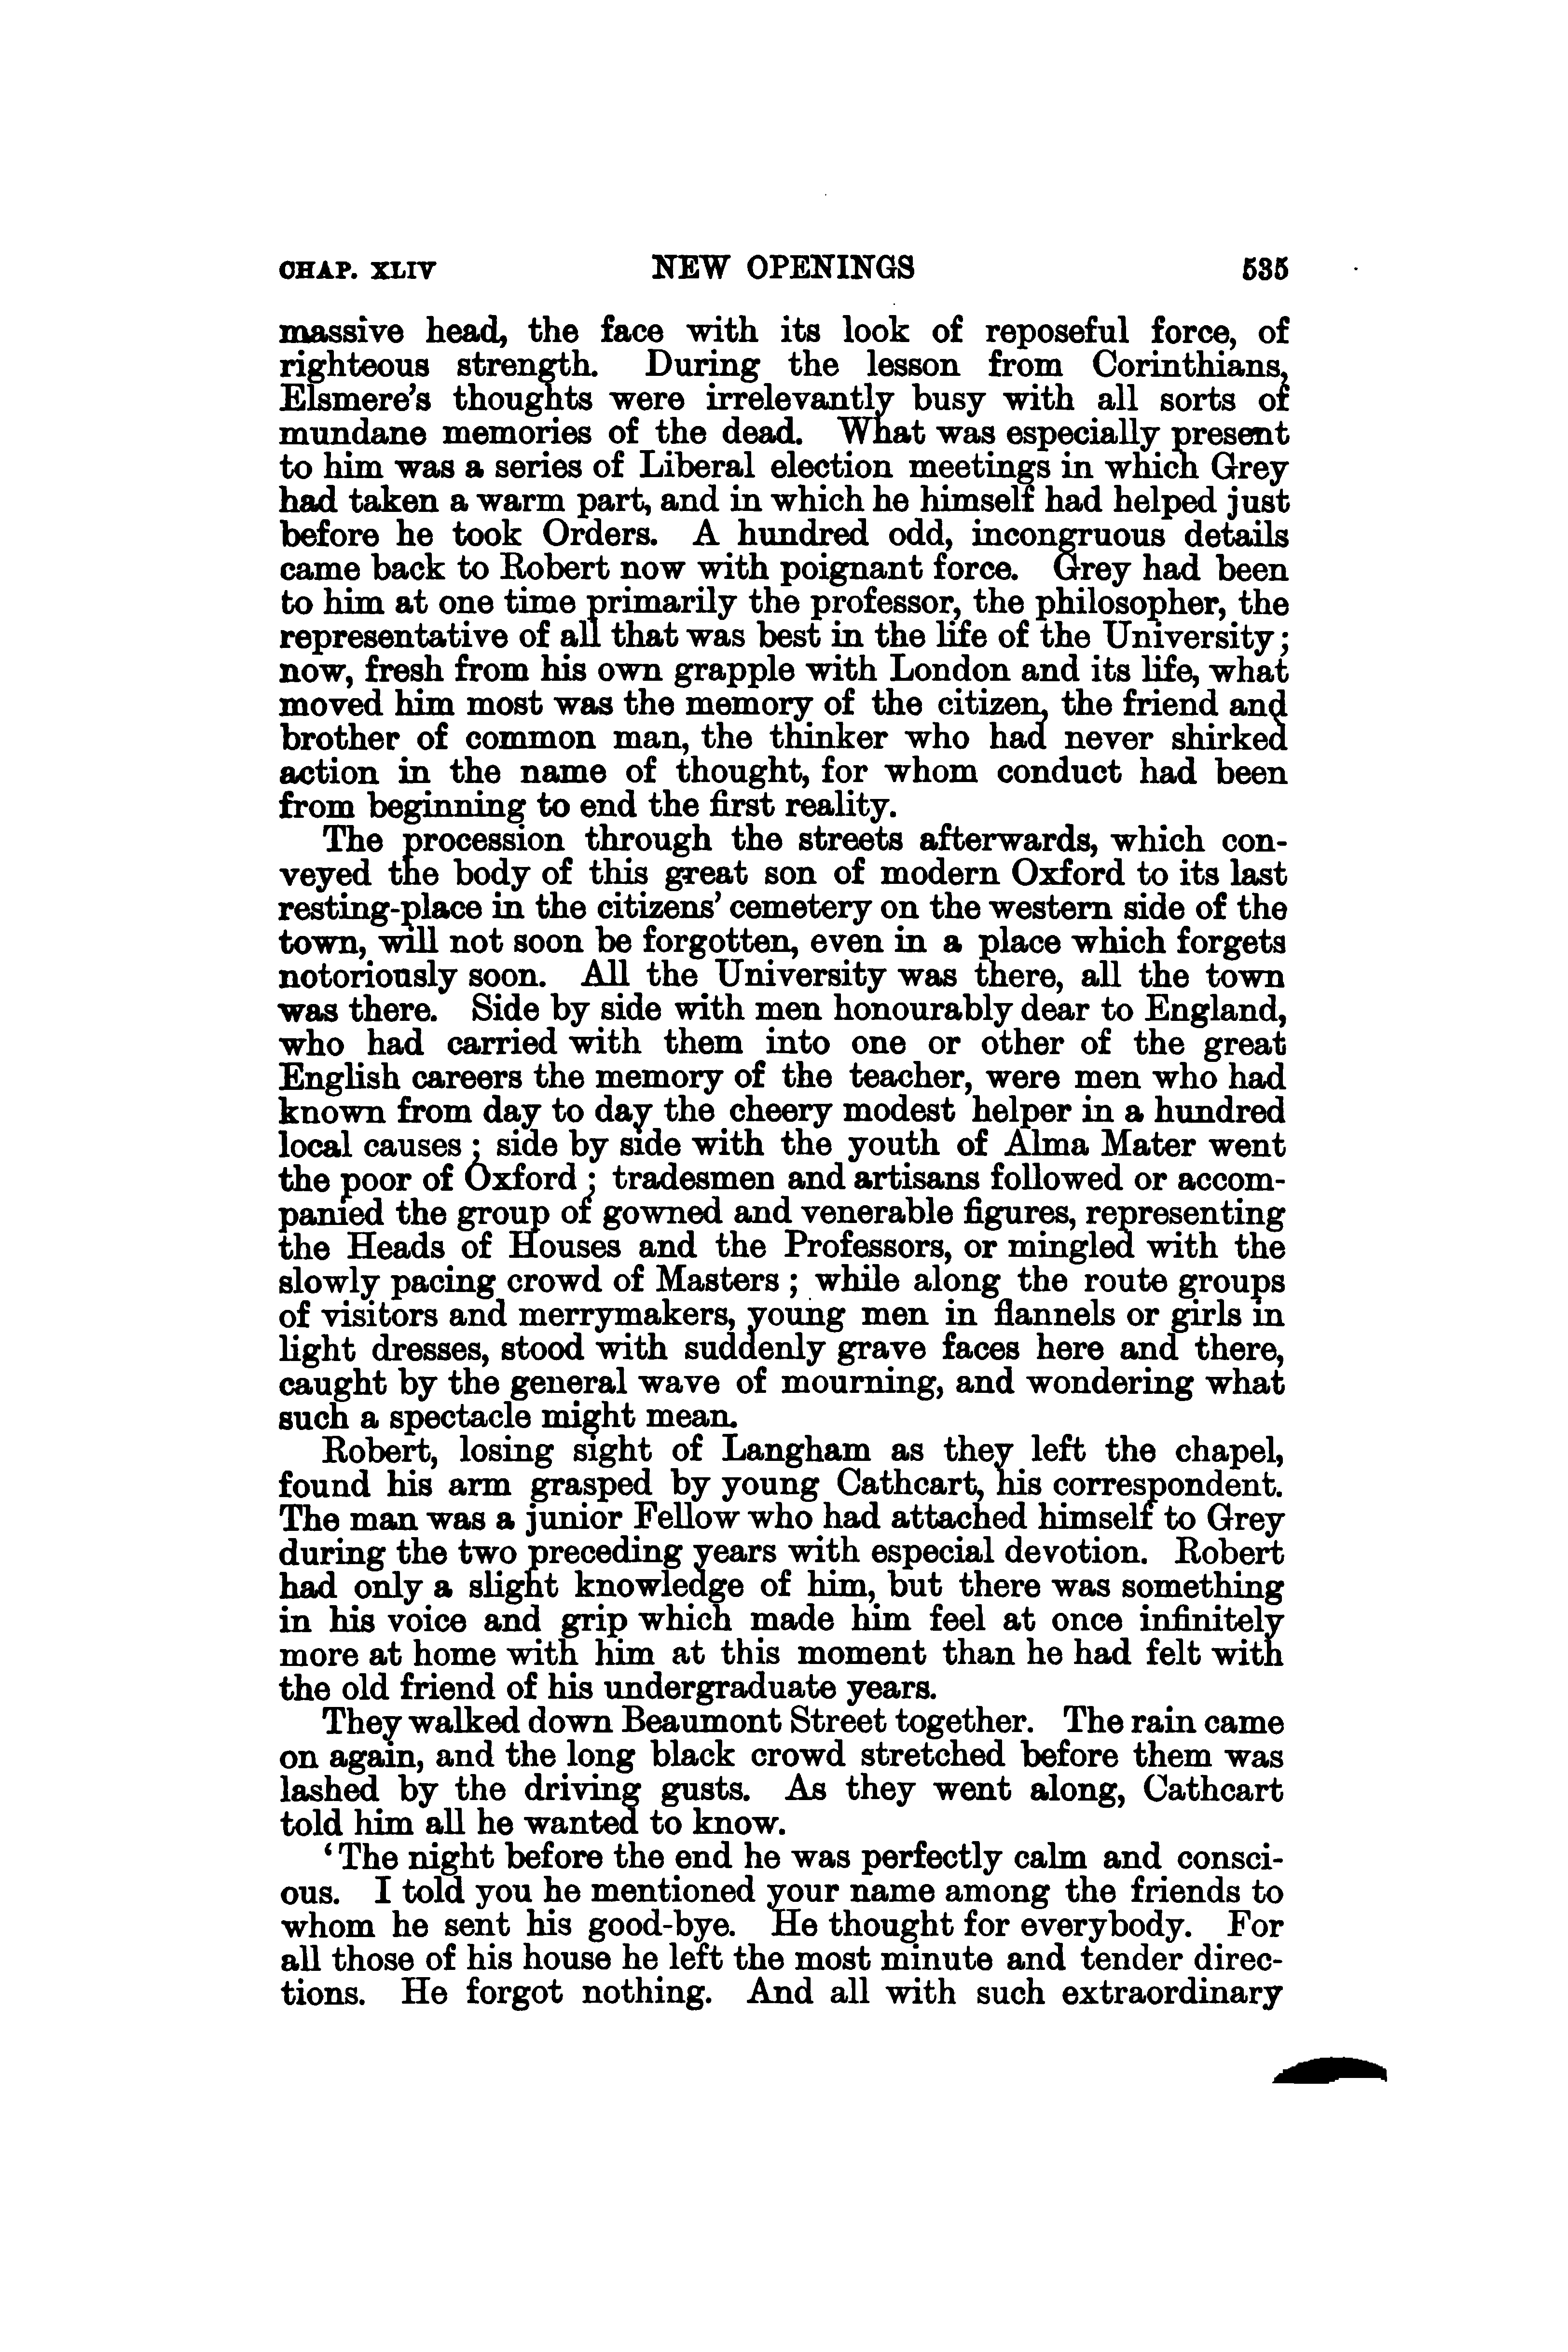 CHAP. XLIV NEW OPENINGS 535
massive head, the face with its look of reposeful force, of
righteous strength. During the lesson from Corinthians,
Elsmere's thoughts were irrelevantly busy with all sorts of
mundane memories of the dead. What was especially present
to him was a series of Liberal election meetings in which Grey
had taken a warm part, and in which he himself had helped just
before he took Orders. A hundred odd, incongruous details
came back to Robert now with poignant force. Grey had been
to him at one time primarily the professor, the philosopher, the
representative of all that was best in the life of the University;
now, fresh from his own grapple with London and its life, what
moved him most was the memory of the citizen, the friend and
brother of common man, the thinker who had never shirked
action in the name of thought, for whom conduct had been
from beginning to end the first reality.
The procession through the streets afterwards, which con-
veyed the body of this great son of modern Oxford to its last
resting-place in the citizens' cemetery on the western side of the
town, will not soon be forgotten, even in a place which forgets
notoriously soon. All the University was there, all the town
was there. Side by side with men honourably dear to England,
who had carried with them into one or other of the great
English careers the memory of the teacher, were men who had
known from day to day the cheery modest helper in a hundred
local causes; side by side with the youth of Alma Mater went
the poor of Oxford; tradesmen and artisans followed or accom-
panied the group of gowned and venerable figures, representing
the Heads of Houses and the Professors, or mingled with the
slowly pacing crowd of Masters; while along the route groups
of visitors and merrymakers, young men in flannels or girls in
light dresses, stood with suddenly grave faces here and there,
caught by the general wave of mourning, and wondering what
such a spectacle might mean.
Robert, losing sight of Langham as they left the chapel,
found his arm grasped by young Cathcart, his correspondent.
The man was a junior Fellow who had attached himself to Grey
during the two preceding years with especial devotion. Robert
had only a slight knowledge of him, but there was something
in his voice and grip which made him feel at once infinitely
more at home with him at this moment than he had felt with
the old friend of his undergraduate years.
They walked down Beaumont Street together. The rain came
on again, and the long black crowd stretched before them was
lashed by the driving gusts. As they went along, Cathcart
told him all he wanted to know.
'The night before the end he was perfectly calm and consci-
ous. I told you he mentioned your name among the friends to
whom he sent his good-bye. He thought for everybody. For
all those of his house he left the most minute and tender direc-
tions. He forgot nothing. And all with such extraordinary